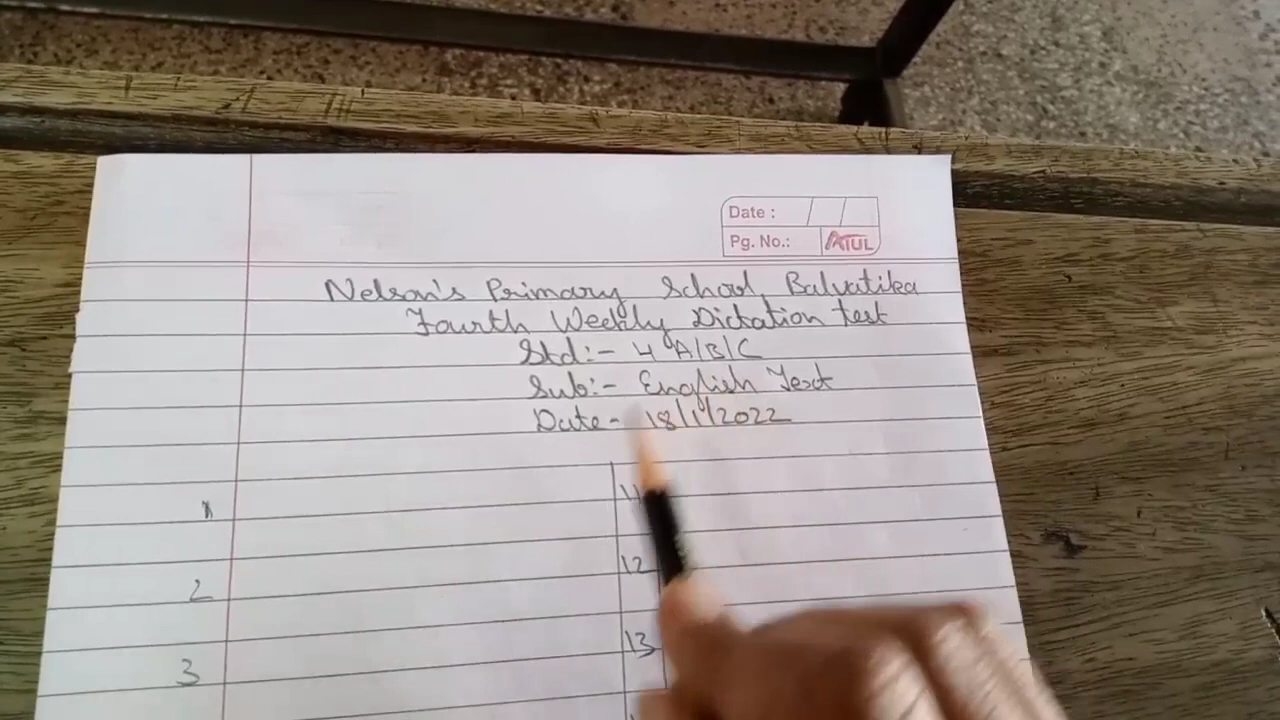 Date : / /
Pg. No.: ATUL
Nelson's Primary School Balvatika
Fourth Weekly Dictation test
Std:- 4 A/B/C
Sub:- English Text
Date- 18/1/2022
1
11
2
12
3
13